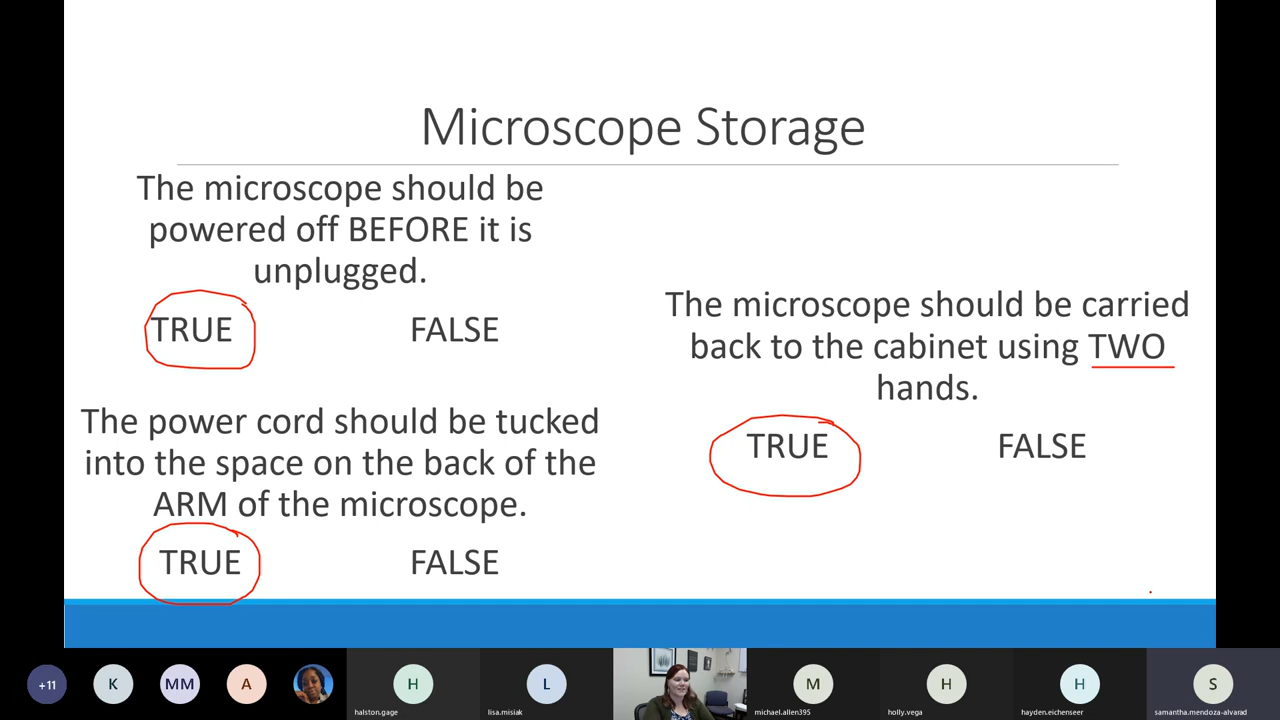 Microscope Storage
The microscope should be
powered off BEFORE it is
unplugged.
TRUE FALSE
The power cord should be tucked
into the space on the back of the
ARM of the microscope.
TRUE FALSE
The microscope should be carried
back to the cabinet using TWO
hands.
TRUE FALSE
+11 K MM A H L M H H S
halston.gage lisa.misiak michael.allen395 holly.vega hayden.eichenseer samantha.mendoza-alvarad